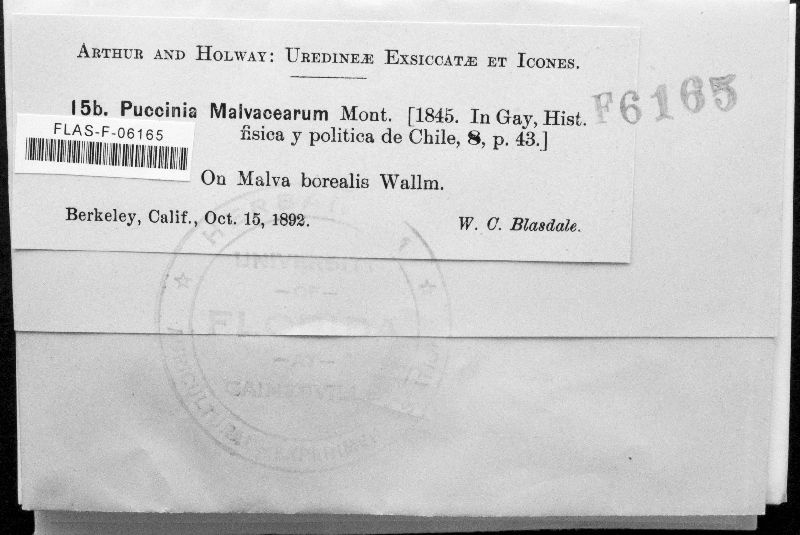 ARTHUR AND HOLWAY: UREDINEÆ EXSICCATÆ ET ICONES.
15b. Puccinia Malvacearum Mont. [1845. In Gay, Hist.
fisica y politica de Chile, 8, p. 43.]
F6165
FLAS-F-06165
On Malva borealis Wallm.
Berkeley, Calif., Oct. 15, 1892.
W. C. Blasdale.
UNIVERSITY
—OF—
FLORIDA
—AT—
GAINESVILLE